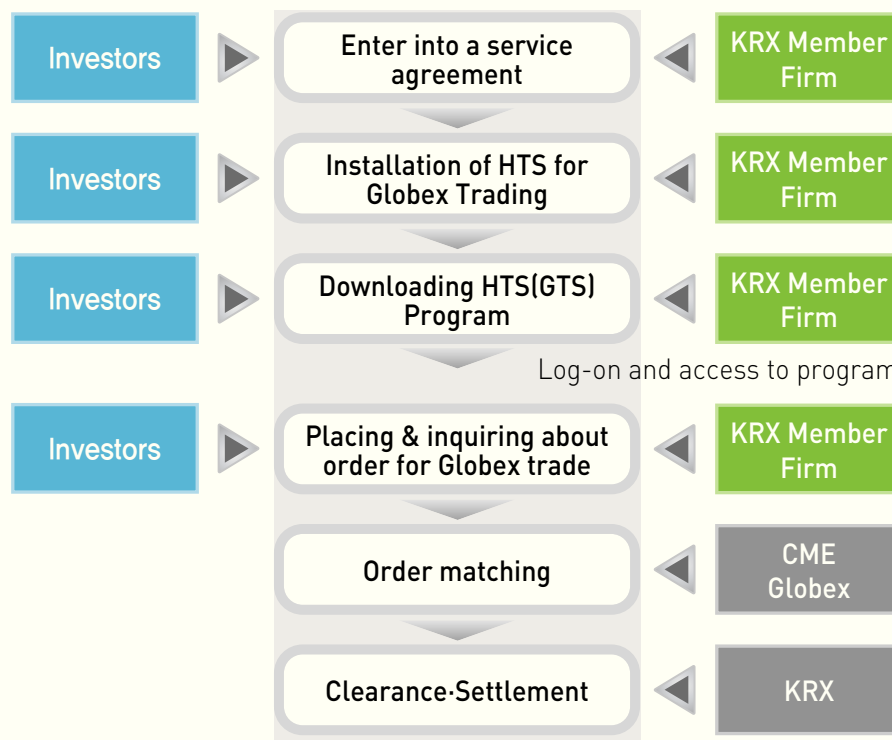 Investors
Enter into a service
agreement
KRX Member
Firm
Investors
Installation of HTS for
Globex Trading
KRX Member
Firm
Investors
Downloading HTS(GTS)
Program
KRX Member
Firm
Log-on and access to program
Investors
Placing & inquiring about
order for Globex trade
KRX Member
Firm
Order matching
CME
Globex
Clearance·Settlement
KRX